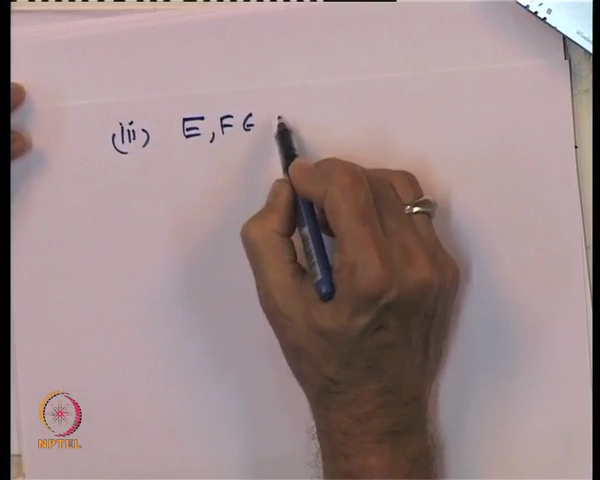 (iii) E, F ∈
NPTEL